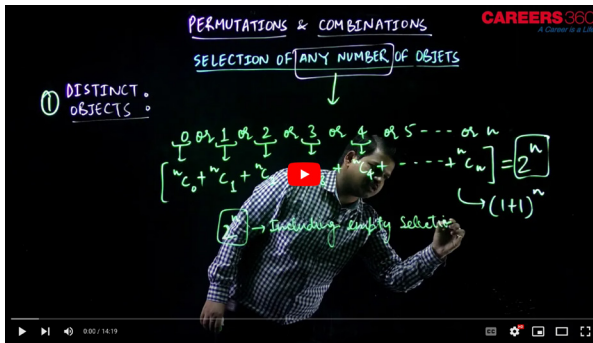 CAREERS360
A Career is a Life
PERMUTATIONS & COMBINATIONS
SELECTION OF ANY NUMBER OF OBJETS
① DISTINCT
OBJECTS :
0 or 1 or 2 or 3 or 4 or 5 ---- or n
[ⁿC₀ + ⁿC₁ + ⁿC + ⁿC₄ + ----- + ⁿCₙ] = 2ⁿ
↳ (1+1)ⁿ
2ⁿ → Including empty Selectio
0:00 / 14:19
CC